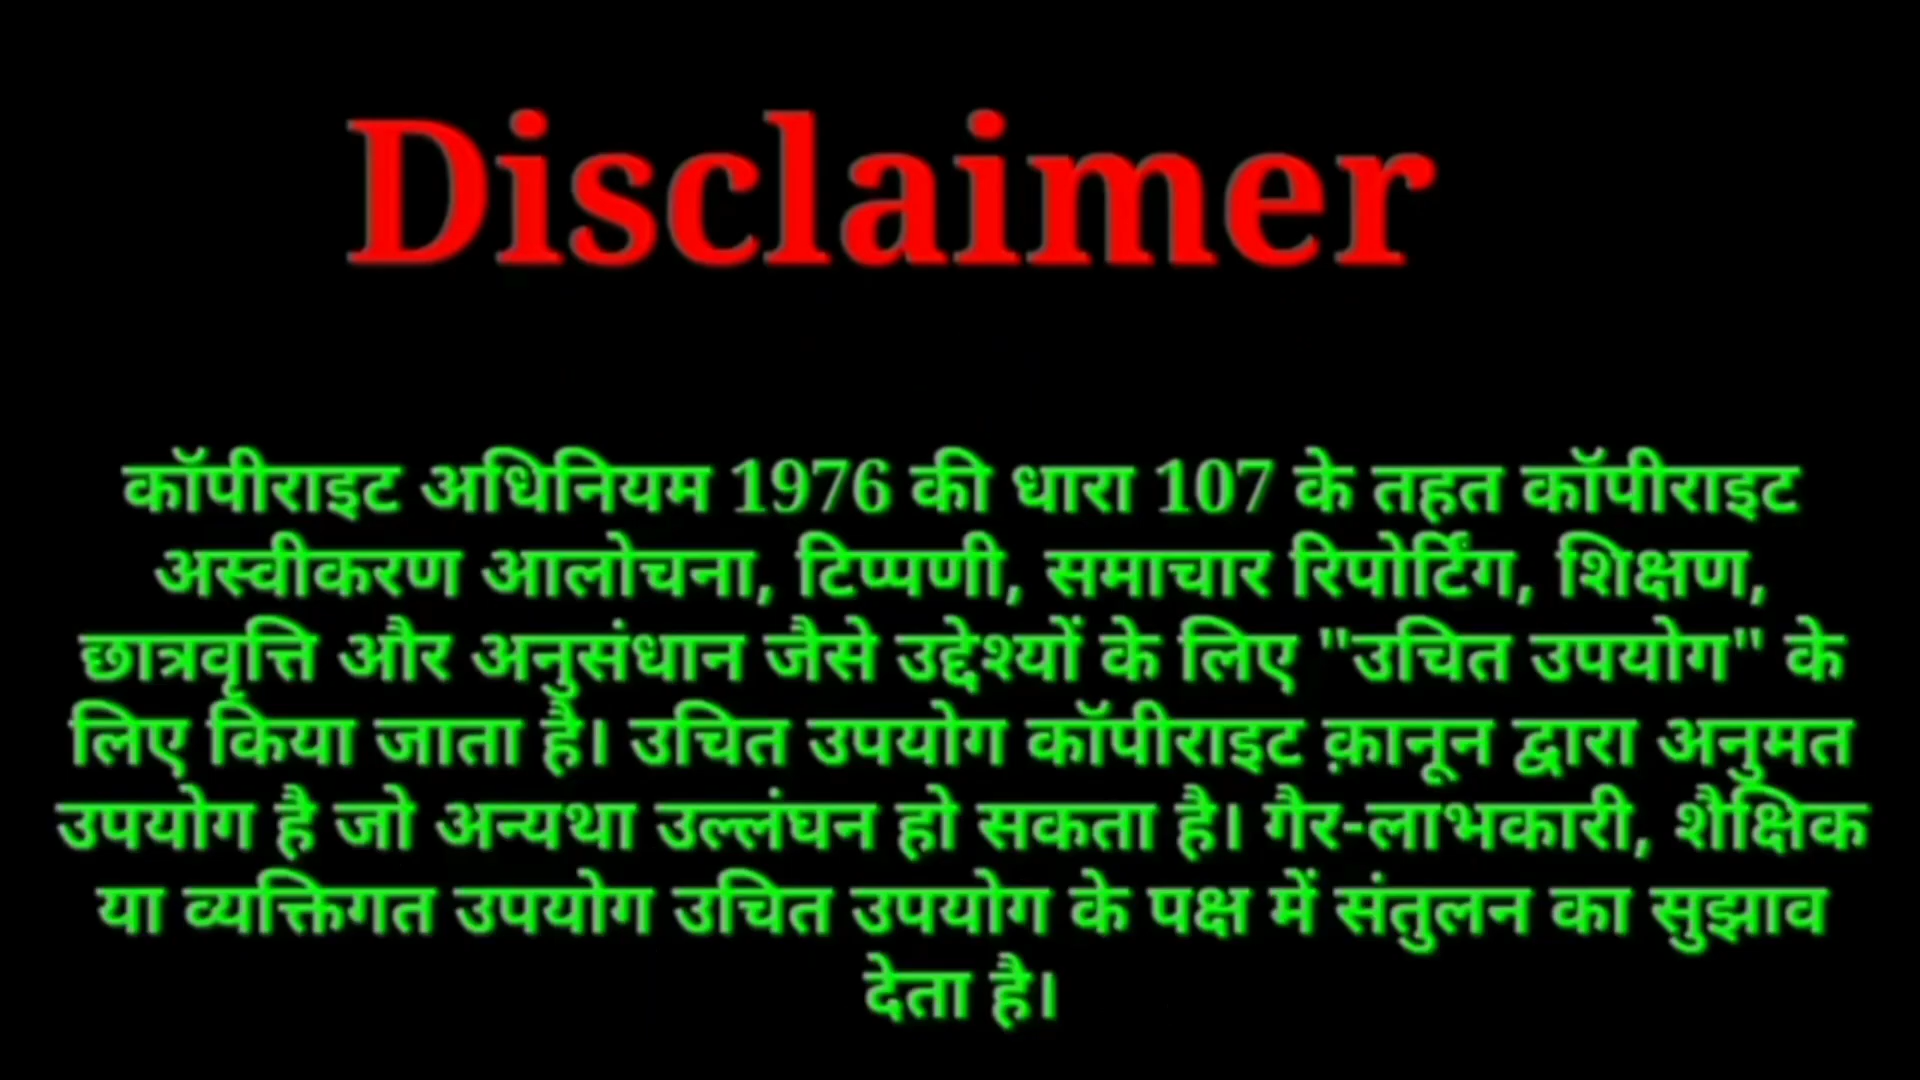 Disclaimer
कॉपीराइट अधिनियम 1976 की धारा 107 के तहत कॉपीराइट
अस्वीकरण आलोचना, टिप्पणी, समाचार रिपोर्टिंग, शिक्षण,
छात्रवृत्ति और अनुसंधान जैसे उद्देश्यों के लिए "उचित उपयोग" के
लिए किया जाता है। उचित उपयोग कॉपीराइट क़ानून द्वारा अनुमत
उपयोग है जो अन्यथा उल्लंघन हो सकता है। गैर-लाभकारी, शैक्षिक
या व्यक्तिगत उपयोग उचित उपयोग के पक्ष में संतुलन का सुझाव
देता है।